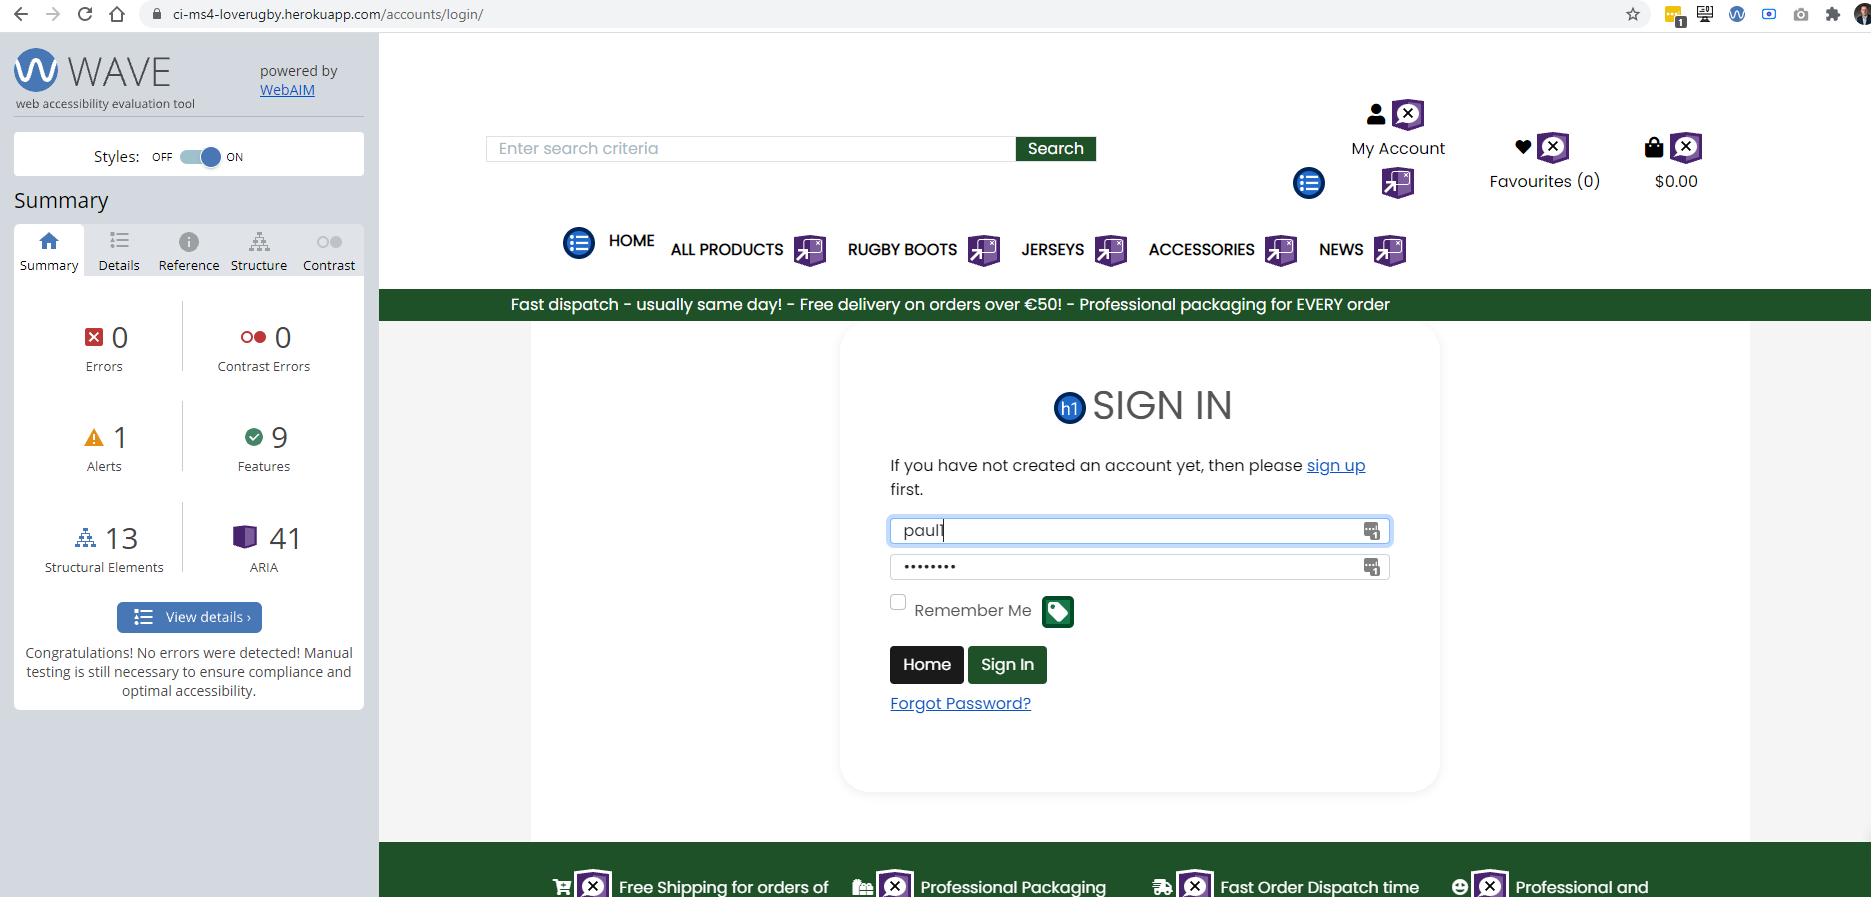 ci-ms4-loverugby.herokuapp.com/accounts/login/
1
WAVE
powered by
WebAIM
web accessibility evaluation tool
Styles: OFF ON
Summary
Summary Details Reference Structure Contrast
0 0
Errors Contrast Errors
1 9
Alerts Features
13 41
Structural Elements ARIA
View details ›
Congratulations! No errors were detected! Manual
testing is still necessary to ensure compliance and
optimal accessibility.
Enter search criteria Search
My Account
Favourites (0)
$0.00
HOME ALL PRODUCTS RUGBY BOOTS JERSEYS ACCESSORIES NEWS
Fast dispatch - usually same day! - Free delivery on orders over €50! - Professional packaging for EVERY order
h1 SIGN IN
If you have not created an account yet, then please sign up
first.
paul1
1
••••••••
1
Remember Me
Home Sign In
Forgot Password?
Free Shipping for orders of Professional Packaging Fast Order Dispatch time Professional and